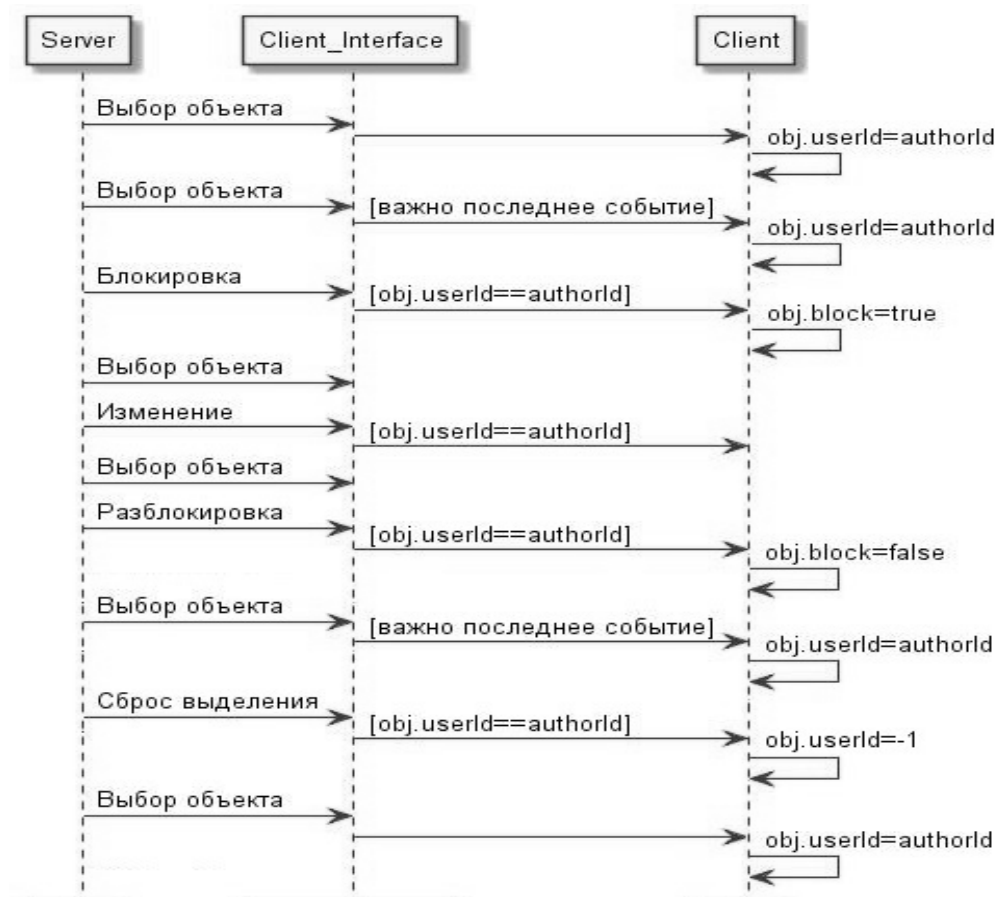 Server
Client_Interface
Client
Выбор объекта
obj.userId=authorId
Выбор объекта
[важно последнее событие]
obj.userId=authorId
Блокировка
[obj.userId==authorId]
obj.block=true
Выбор объекта
Изменение
[obj.userId==authorId]
Выбор объекта
Разблокировка
[obj.userId==authorId]
obj.block=false
Выбор объекта
[важно последнее событие]
obj.userId=authorId
Сброс выделения
[obj.userId==authorId]
obj.userId=-1
Выбор объекта
obj.userId=authorId